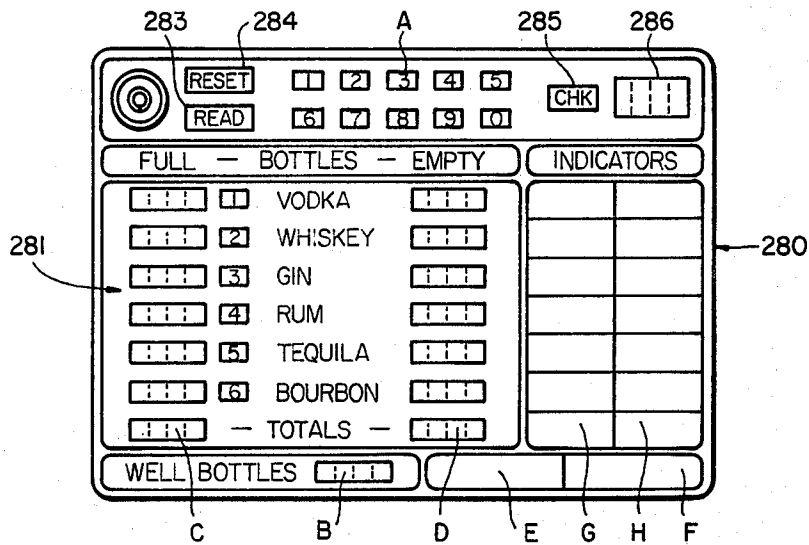 283 284 A 285 286
RESET 1 2 3 4 5
CHK
READ 6 7 8 9 0
FULL — BOTTLES — EMPTY INDICATORS
1 VODKA
2 WHISKEY
281 280
3 GIN
4 RUM
5 TEQUILA
6 BOURBON
— TOTALS —
WELL BOTTLES
C B D E G H F